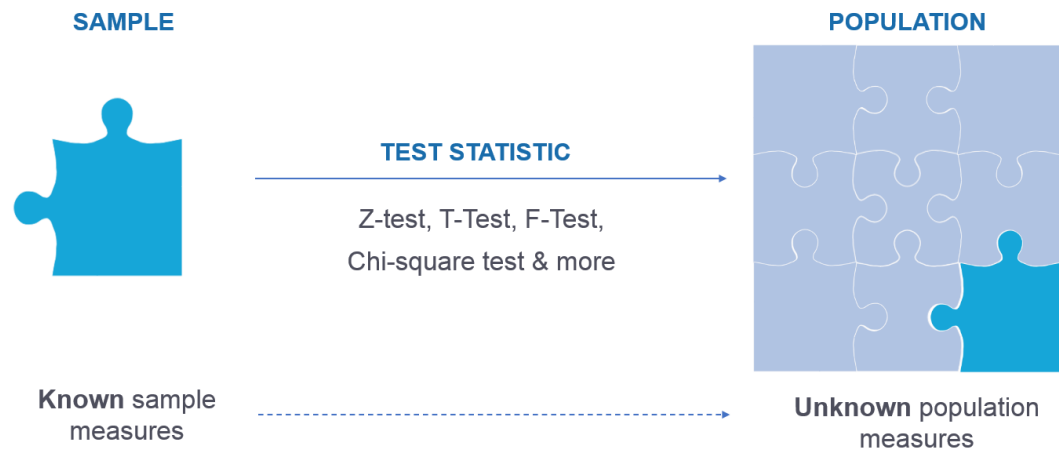 SAMPLE
POPULATION
TEST STATISTIC
Z-test, T-Test, F-Test,
Chi-square test & more
Known sample
measures
Unknown population
measures